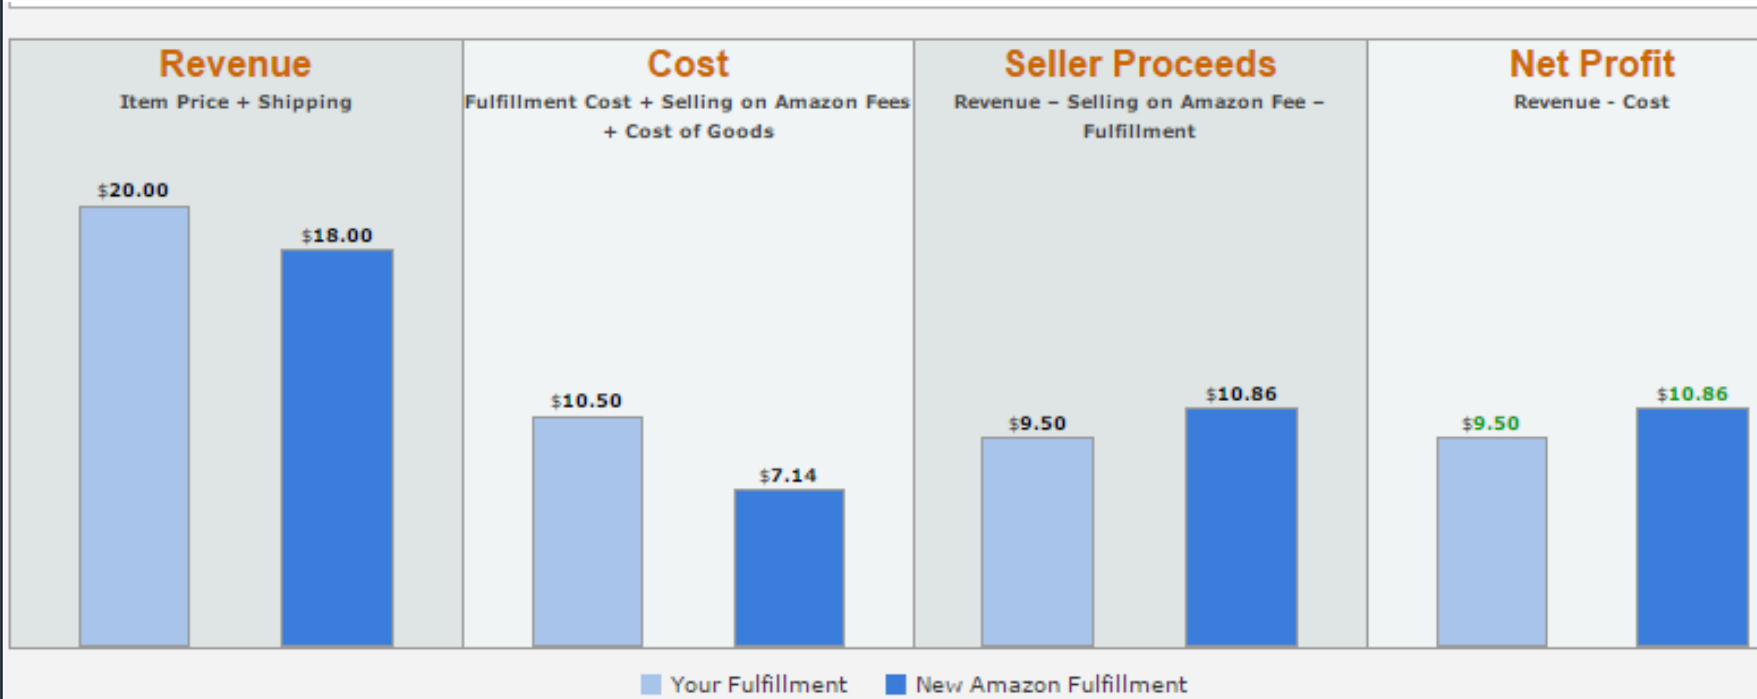 Revenue
Item Price + Shipping
$20.00
$18.00
Cost
Fulfillment Cost + Selling on Amazon Fees
+ Cost of Goods
$10.50
$7.14
Seller Proceeds
Revenue – Selling on Amazon Fee –
Fulfillment
$9.50
$10.86
Net Profit
Revenue - Cost
$9.50
$10.86
Your Fulfillment
New Amazon Fulfillment